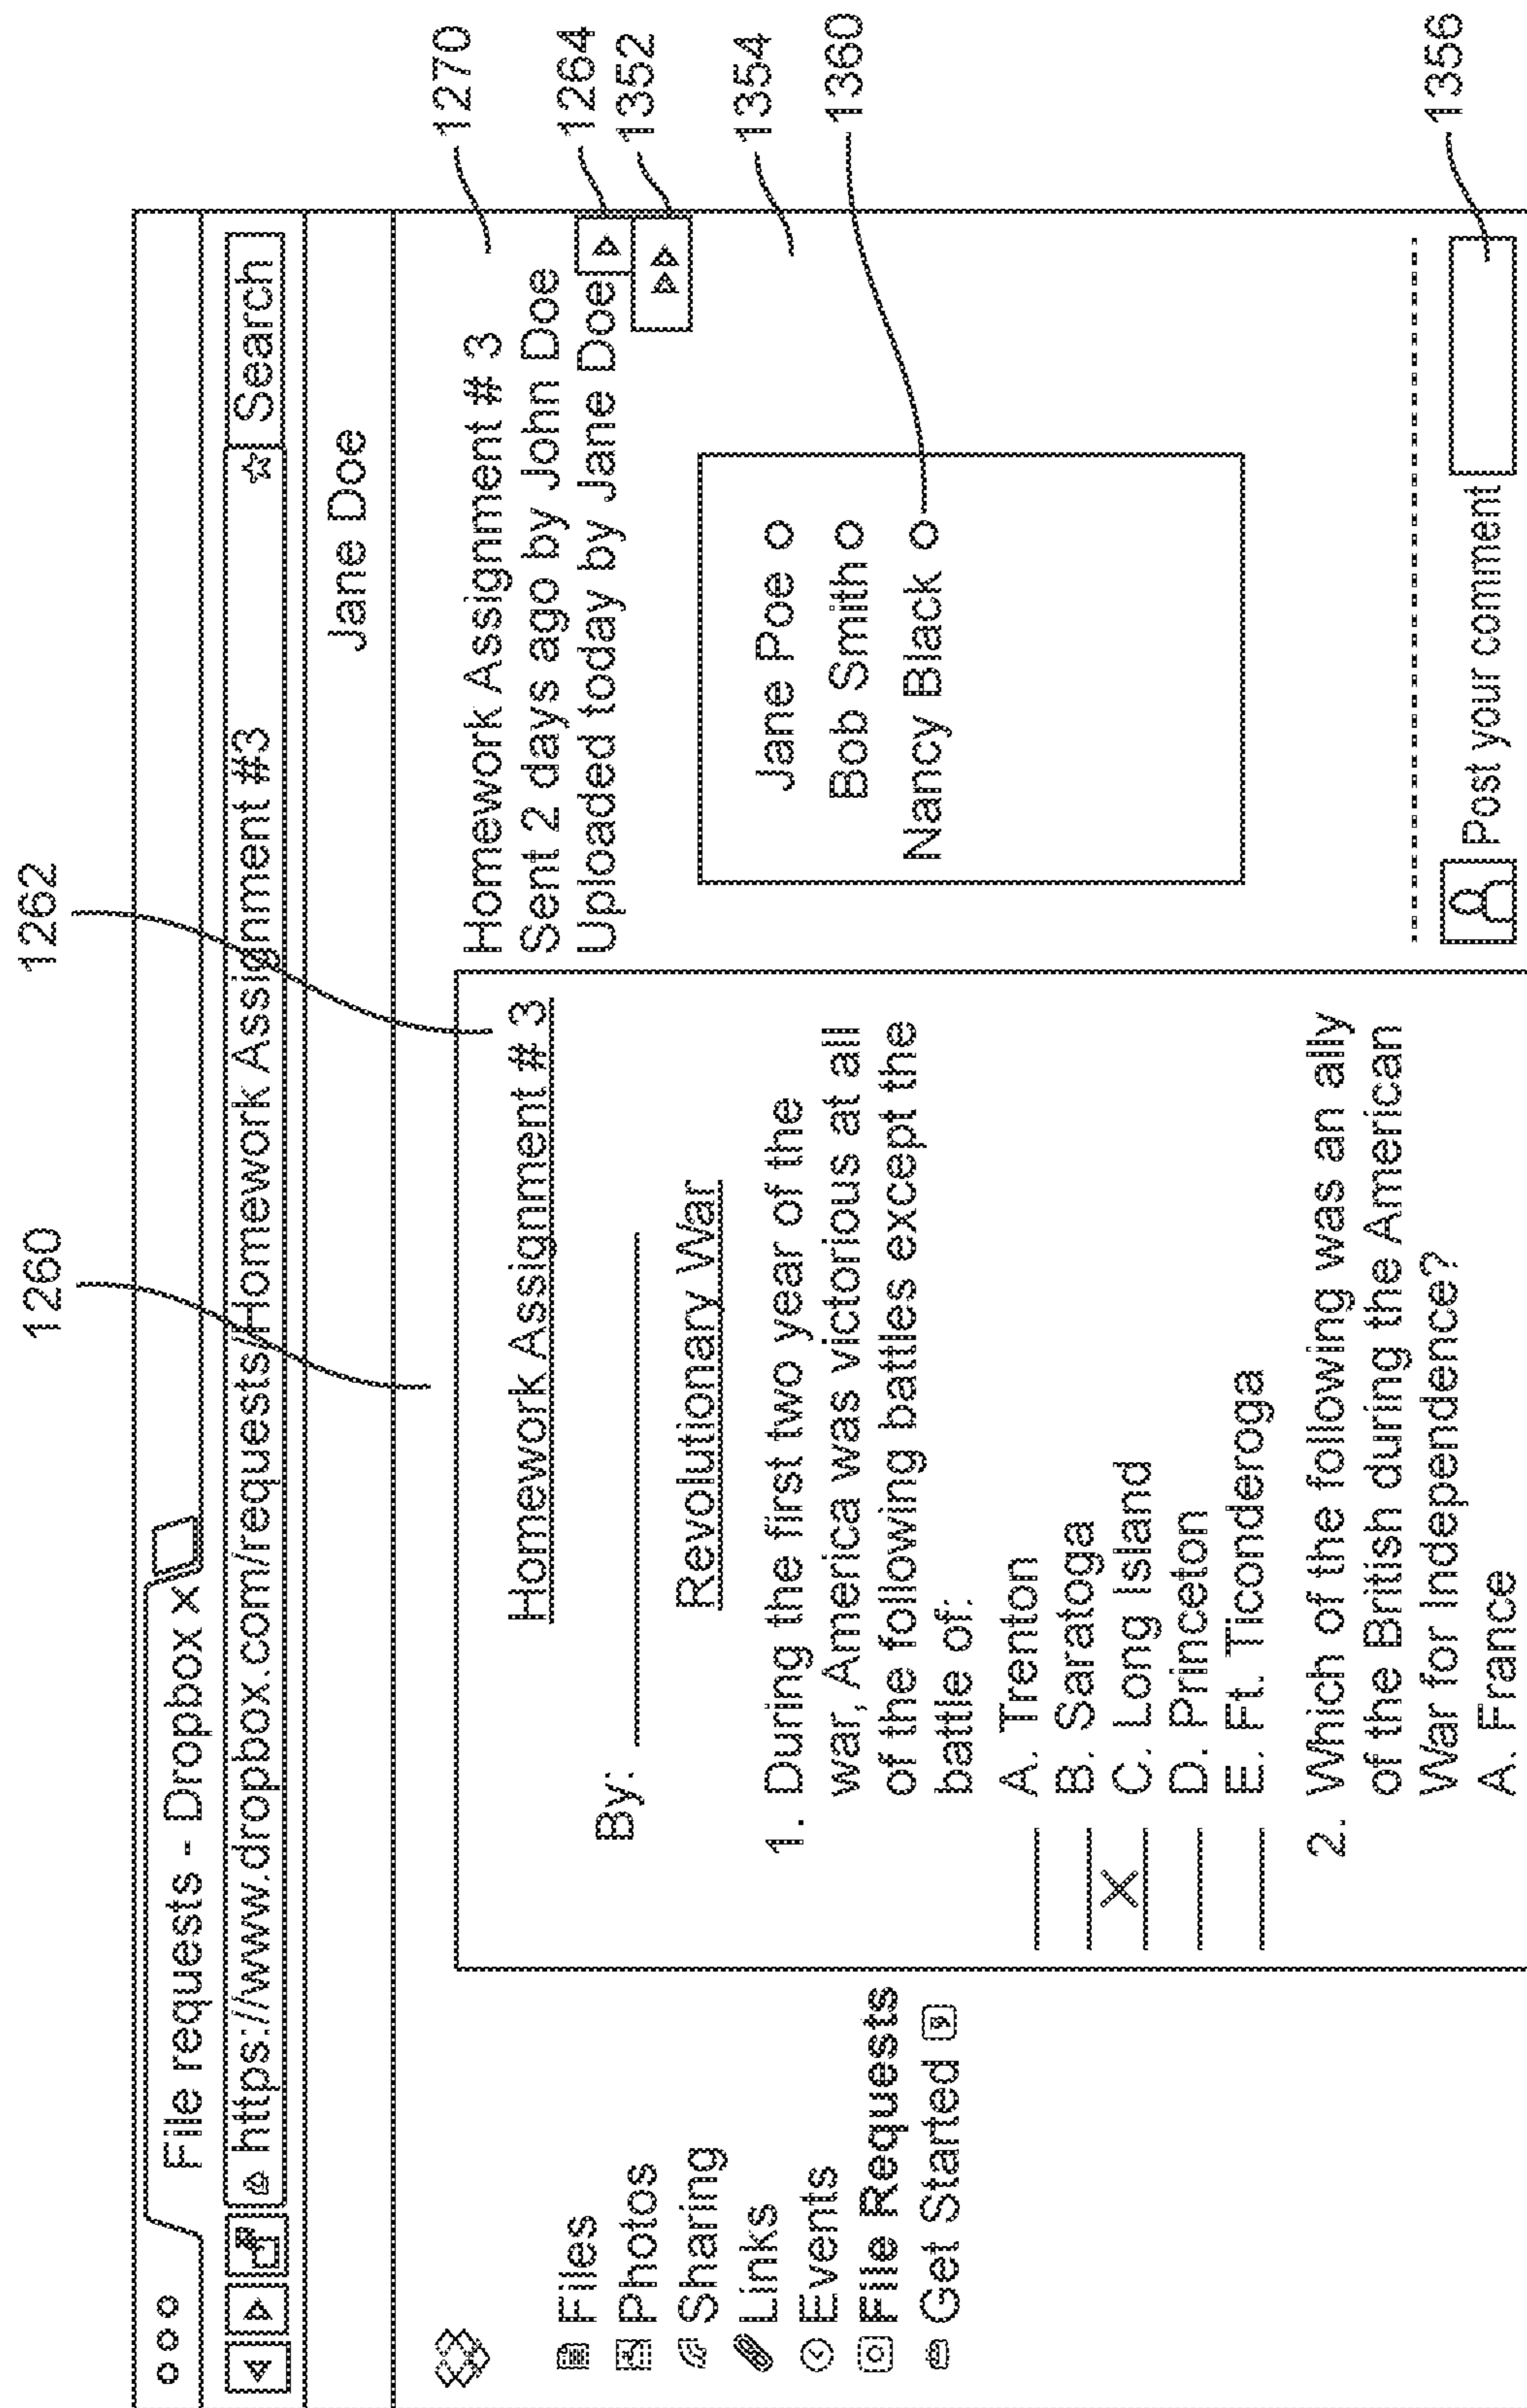 1260
1262
File requests - Dropbox x
https://www.dropbox.com/requests/Homework Assignment #3
Search
Jane Doe
Files
Photos
Sharing
Links
Events
File Requests
Get Started
Homework Assignment # 3
By:
Revolutionary War
1. During the first two year of the
war, America was victorious at all
of the following battles except the
battle of:
A. Trenton
B. Saratoga
X C. Long Island
D. Princeton
E. Ft. Ticonderoga
2. Which of the following was an ally
of the British during the American
War for Independence?
A. France
Homework Assignment # 3
Sent 2 days ago by John Doe
Uploaded today by Jane Doe
Jane Poe
Bob Smith
Nancy Black
Post your comment
1270
1264
1352
1354
1360
1356